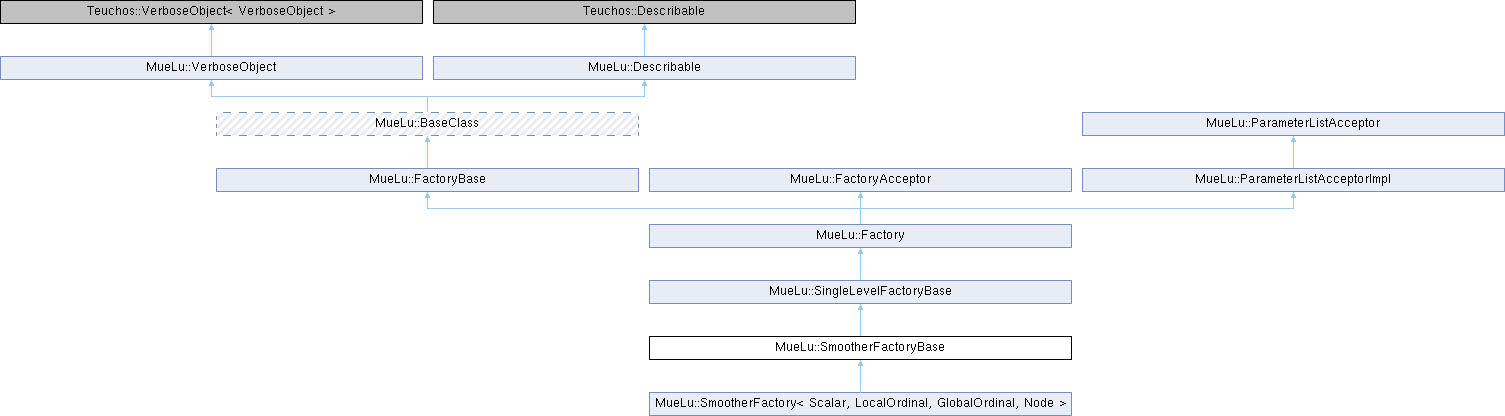 Teuchos::VerboseObject< VerboseObject >
Teuchos::Describable
MueLu::VerboseObject
MueLu::Describable
MueLu::BaseClass
MueLu::ParameterListAcceptor
MueLu::FactoryBase
MueLu::FactoryAcceptor
MueLu::ParameterListAcceptorImpl
MueLu::Factory
MueLu::SingleLevelFactoryBase
MueLu::SmootherFactoryBase
MueLu::SmootherFactory< Scalar, LocalOrdinal, GlobalOrdinal, Node >